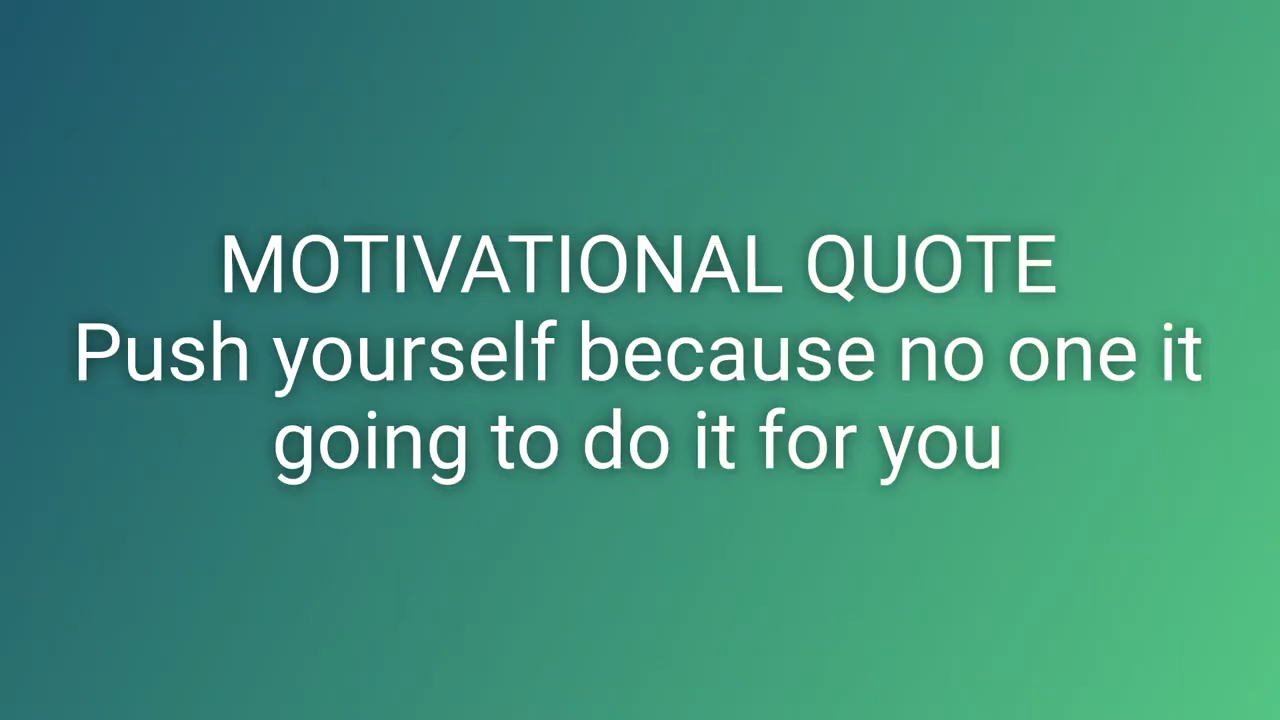 MOTIVATIONAL QUOTE
Push yourself because no one it
going to do it for you